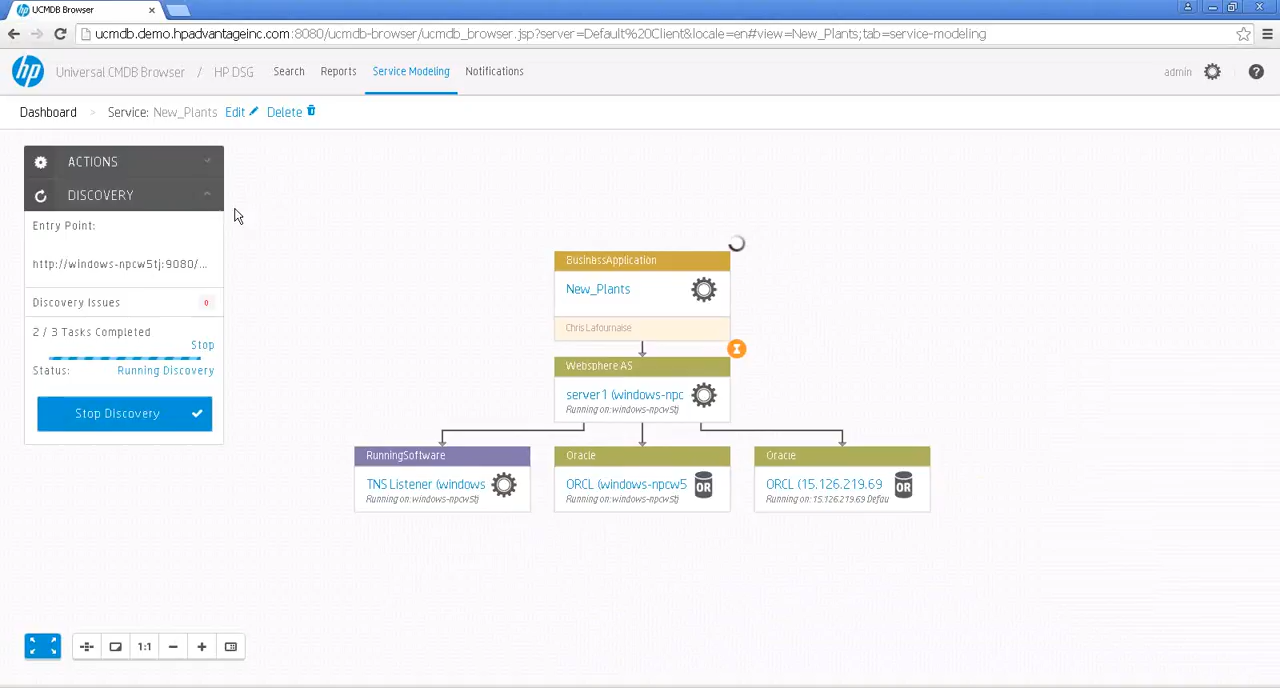 UCMDB Browser
ucmdb.demo.hpadvantageinc.com:8080/ucmdb-browser/ucmdb_browser.jsp?server=Default%20Client&locale=en#view=New_Plants;tab=service-modeling
hp Universal CMDB Browser / HP DSG Search Reports Service Modeling Notifications admin
Dashboard > Service: New_Plants Edit Delete
ACTIONS
DISCOVERY
Entry Point:
http://windows-npcw5tj:9080/...
Discovery Issues 0
2 / 3 Tasks Completed
Stop
Status: Running Discovery
Stop Discovery
BusinessApplication
New_Plants
Chris Lafournaise
Websphere AS
server1 (windows-npc
Running on:windows-npcw5tj
RunningSoftware
TNS Listener (windows
Running on:windows-npcw5tj
Oracle
ORCL (windows-npcw5
OR
Running on:windows-npcw5tj
Oracle
ORCL (15.126.219.69
OR
Running on: 15.126.219.69 Defau
1:1